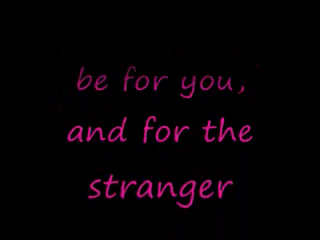 be for you,
and for the
stranger